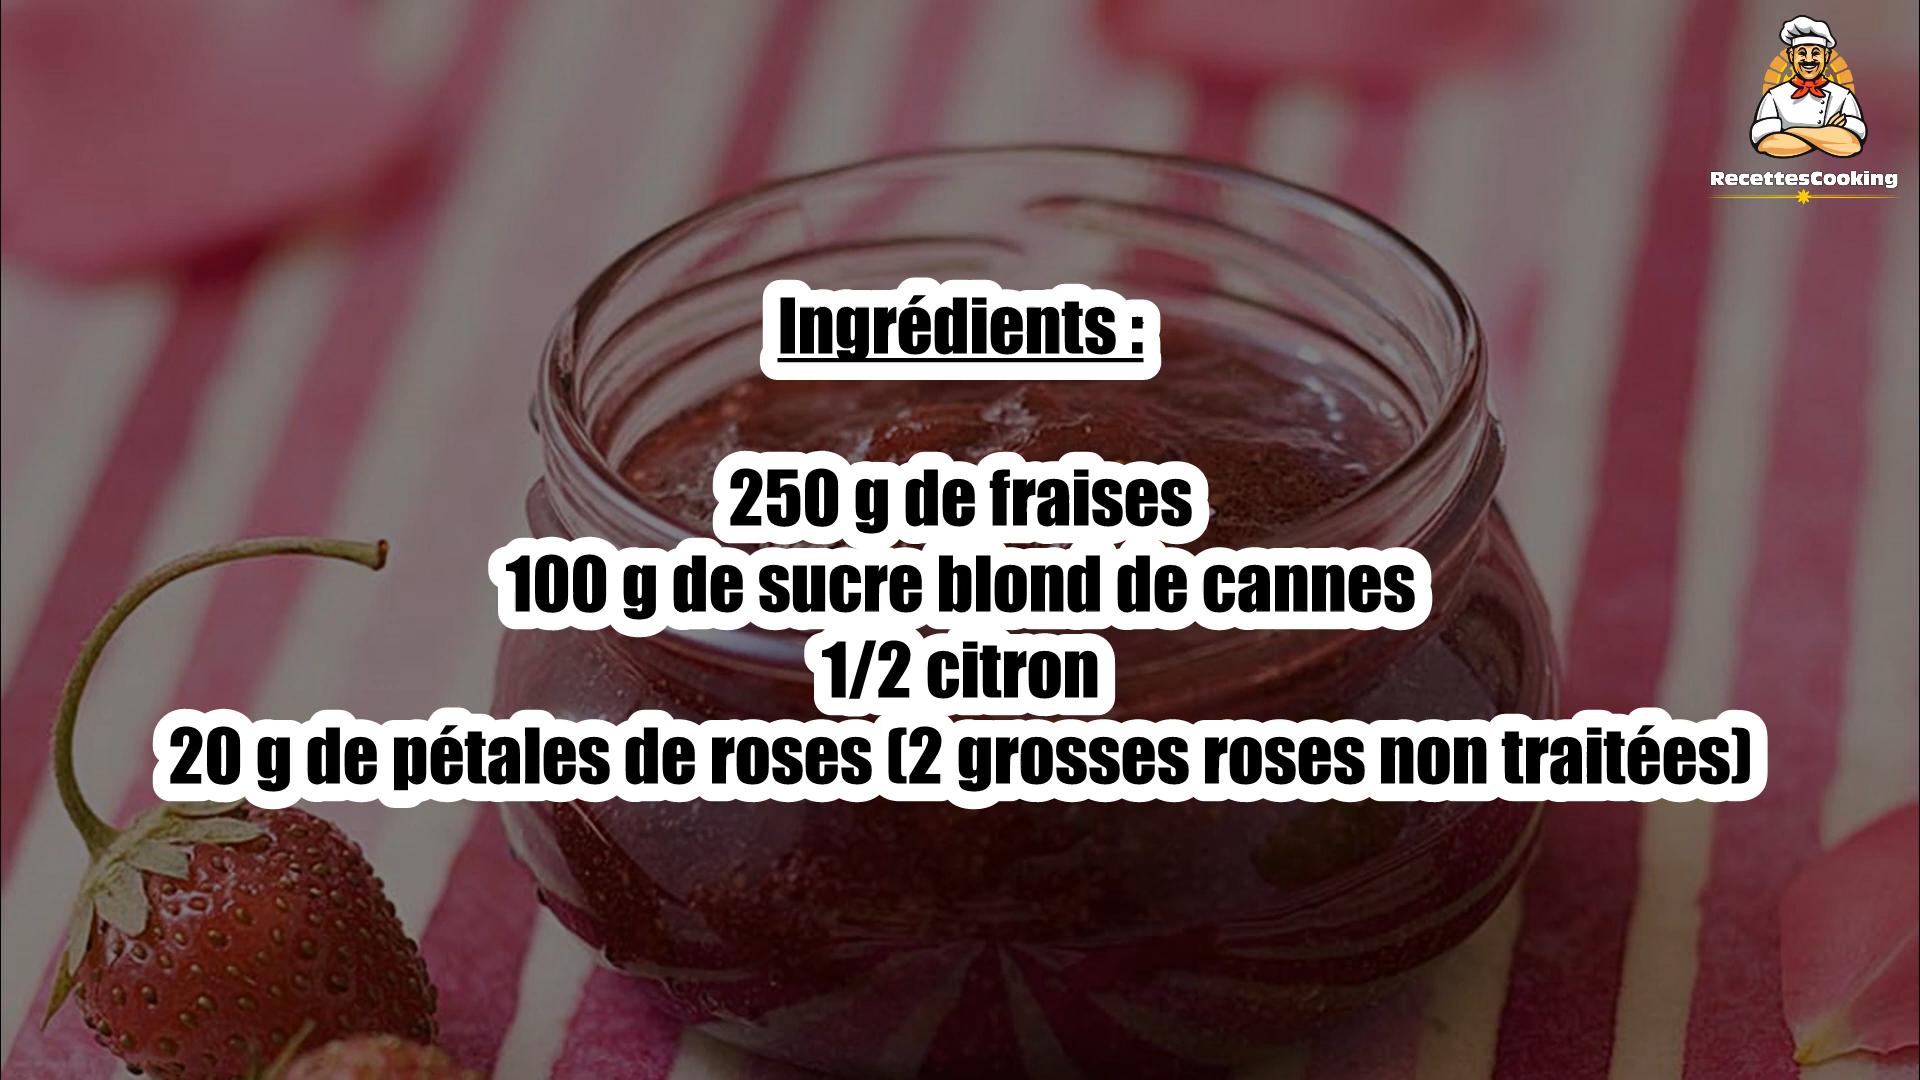 RecettesCooking
Ingrédients :
250 g de fraises
100 g de sucre blond de cannes
1/2 citron
20 g de pétales de roses (2 grosses roses non traitées)